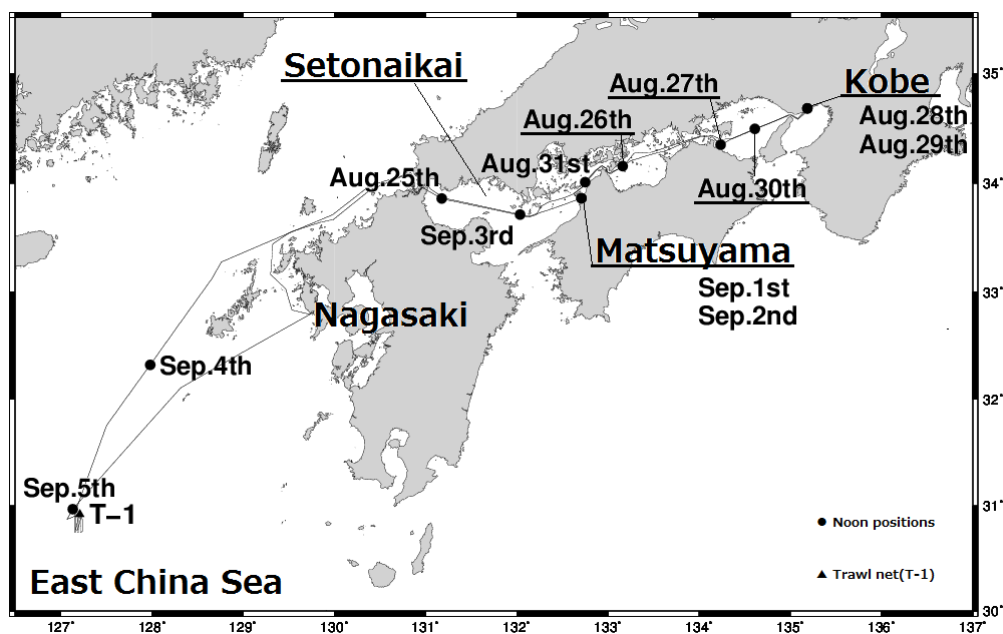 Setonaikai
Aug.27th
Kobe
Aug.28th
Aug.29th
Aug.26th
Aug.31st
Aug.25th
Aug.30th
Sep.3rd
Matsuyama
Sep.1st
Sep.2nd
Nagasaki
Sep.4th
Sep.5th
T−1
East China Sea
● Noon positions
▲ Trawl net(T-1)
35°
34°
33°
32°
31°
30°
127° 128° 129° 130° 131° 132° 133° 134° 135° 136° 137°